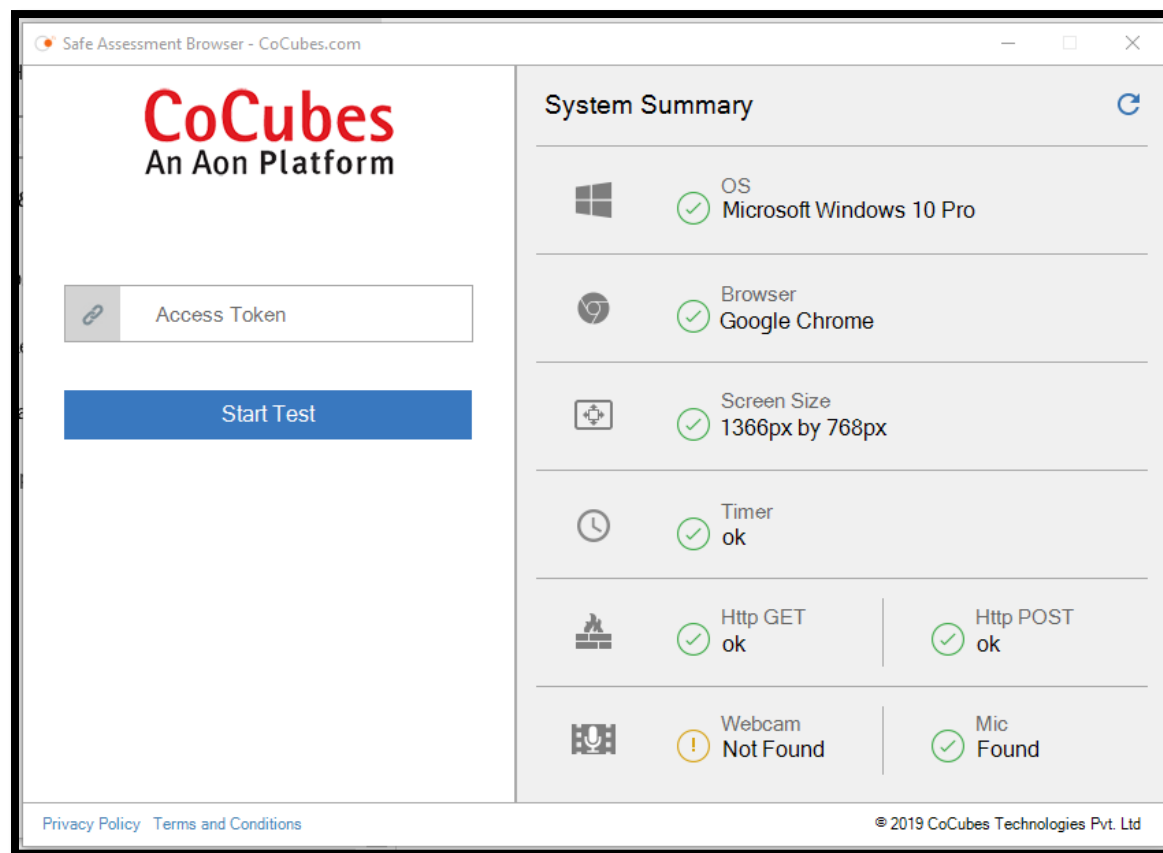 Safe Assessment Browser - CoCubes.com
CoCubes
An Aon Platform
Access Token
Start Test
System Summary
OS
Microsoft Windows 10 Pro
Browser
Google Chrome
Screen Size
1366px by 768px
Timer
ok
Http GET
ok
Http POST
ok
Webcam
Not Found
Mic
Found
Privacy Policy Terms and Conditions
© 2019 CoCubes Technologies Pvt. Ltd